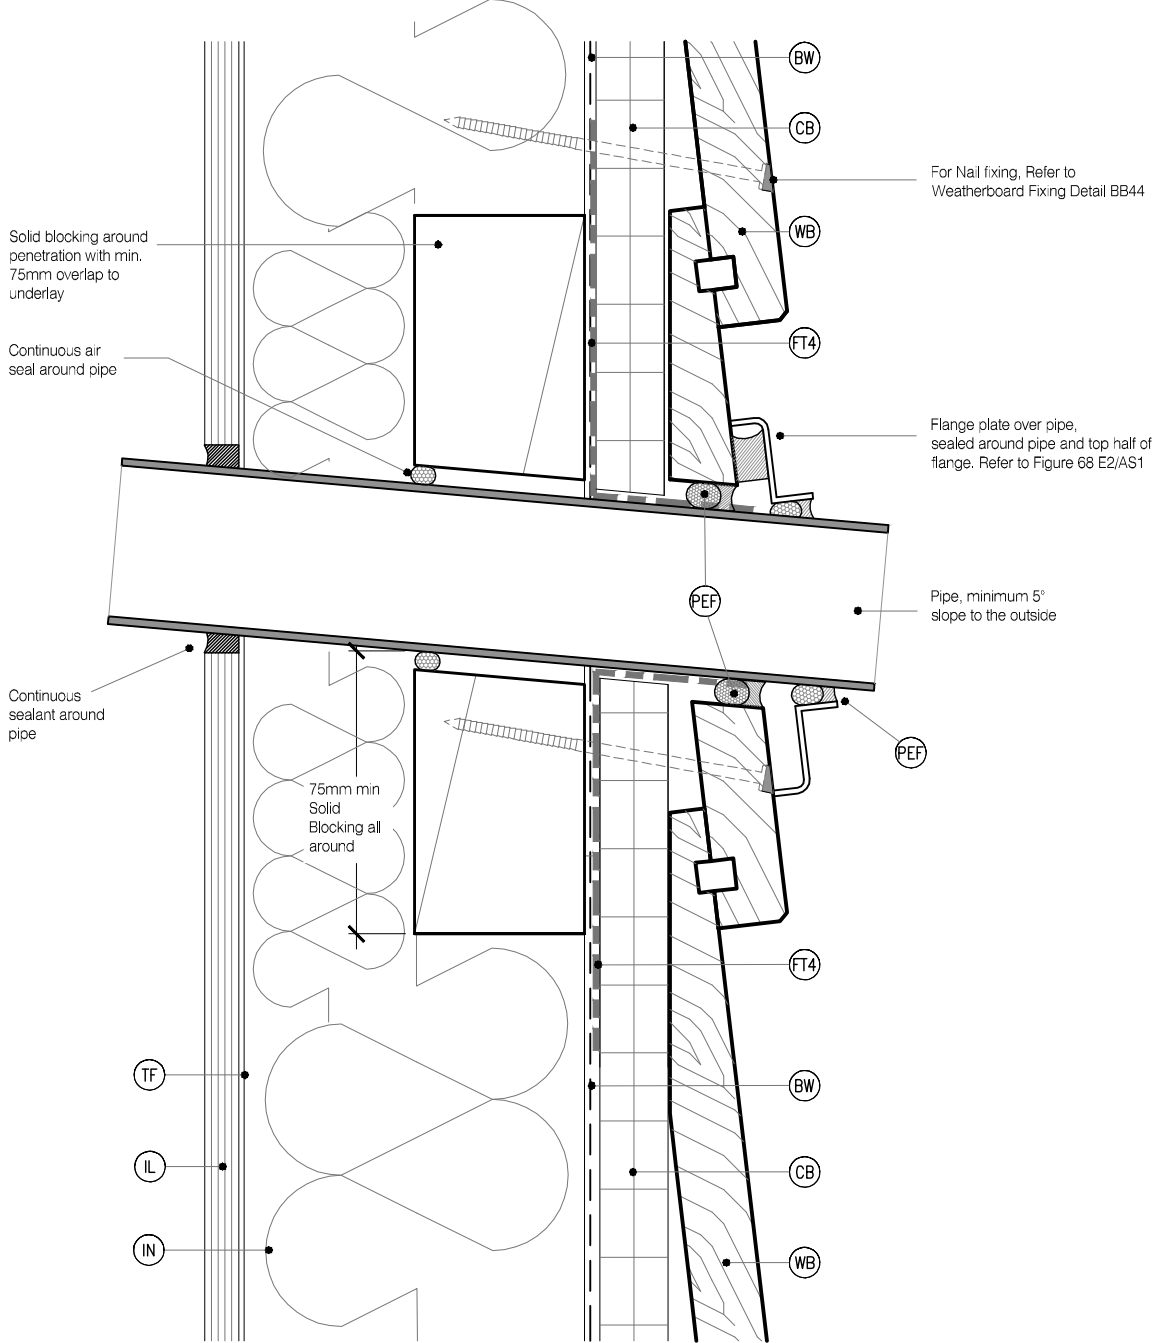 BW
CB
For Nail fixing, Refer to
Weatherboard Fixing Detail BB44
WB
Solid blocking around
penetration with min.
75mm overlap to
underlay
FT4
Continuous air
seal around pipe
Flange plate over pipe,
sealed around pipe and top half of
flange. Refer to Figure 68 E2/AS1
PEF
Pipe, minimum 5°
slope to the outside
Continuous
sealant around
pipe
PEF
75mm min
Solid
Blocking all
around
FT4
TF
BW
IL
CB
IN
WB